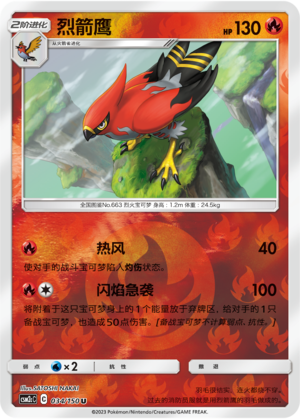 2阶进化
烈箭鹰
HP 130
从火箭雀进化
全国图鉴No.663 烈火宝可梦 身高：1.2m 体重：24.5kg
热风 40
使对手的战斗宝可梦陷入灼伤状态。
闪焰急袭 100
将附着于这只宝可梦身上的1个能量放于弃牌区，给对手的1只
备战宝可梦，也造成50点伤害。[备战宝可梦不计算弱点、抗性。]
弱点 ×2 抗性 撤退
Illus. SATOSHI NAKAI
CSM2c C G 034/150 U
©2023 Pokémon/Nintendo/Creatures/GAME FREAK.